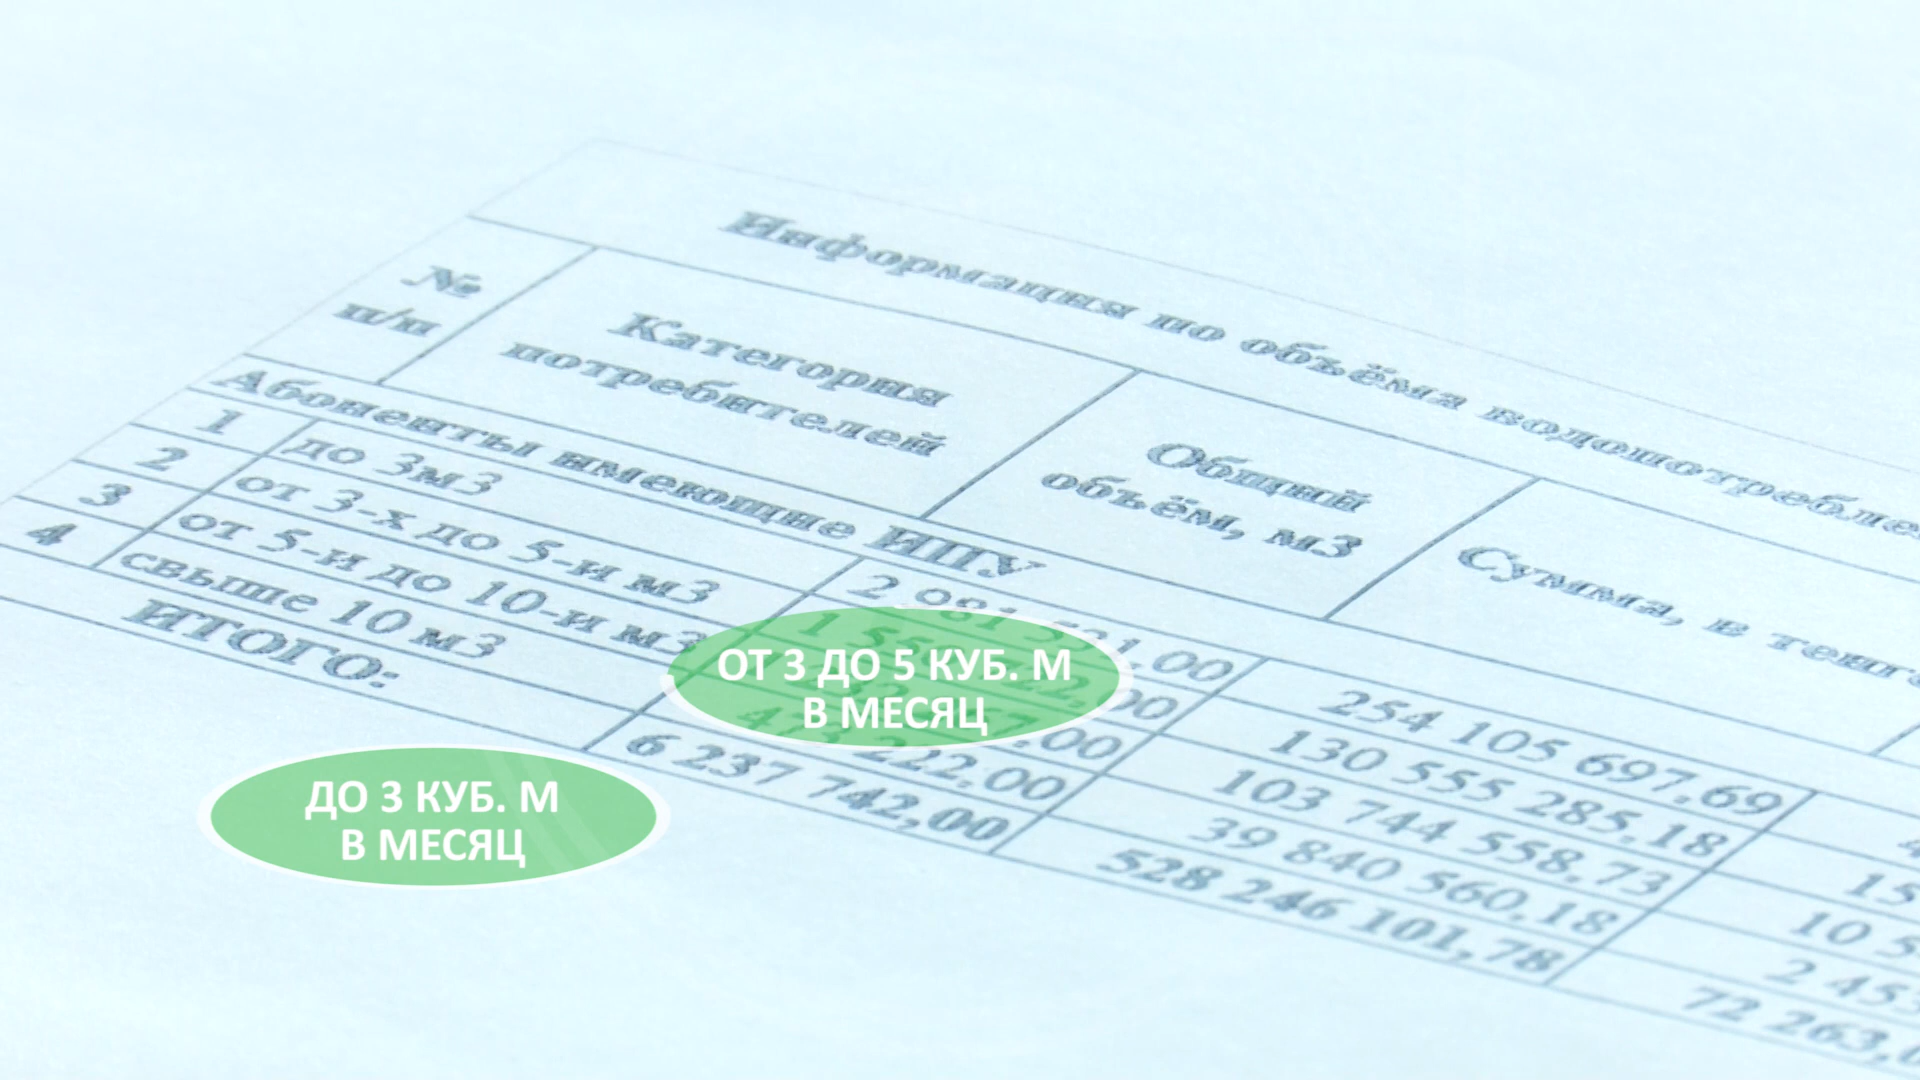 Информация по объёма
№ п/п
Категория потребителей
Общий объём, м3
Сумма, в
Абоненты имеющие ИПУ
1 до 3м3 254 105 697.69
2 от 3-х до 5-и м3 130 555 285.18
3 от 5-и до 10-и м3 103 744 558.73
4 свыше 10 м3 39 840 560.18
ИТОГО: 6 237 742,00 528 246 101,78
ОТ 3 ДО 5 КУБ. М
В МЕСЯЦ
ДО 3 КУБ. М
В МЕСЯЦ